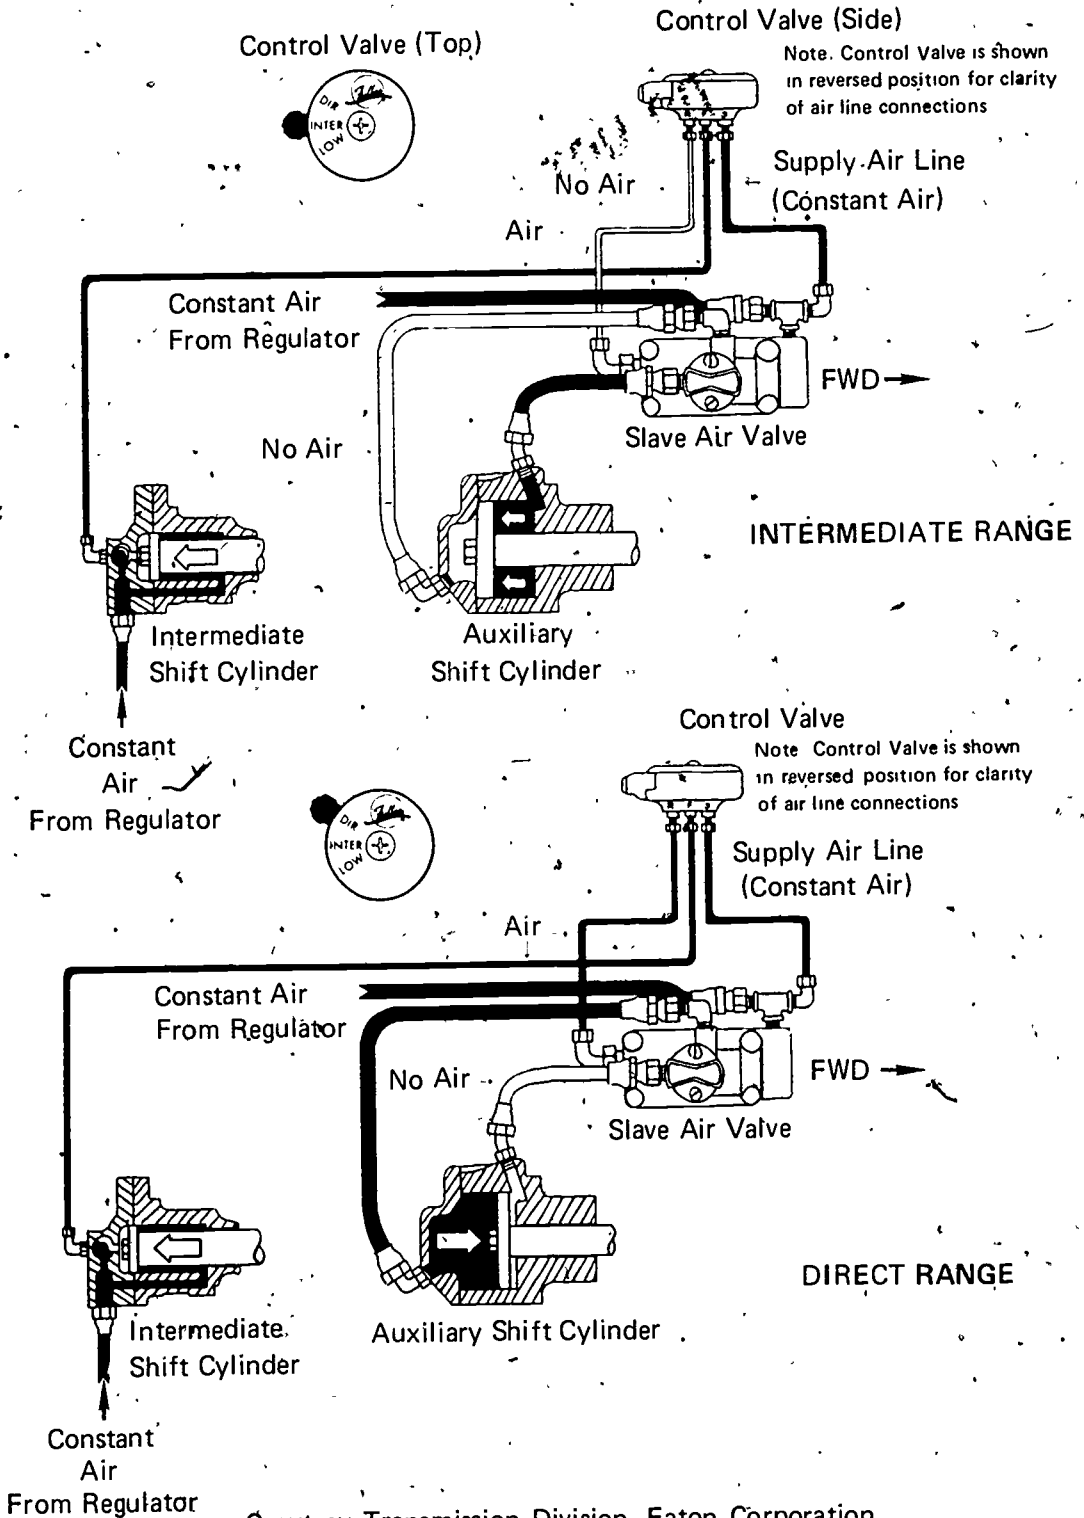 Control Valve (Top)
DIR
INTER
LOW
Control Valve (Side)
Note. Control Valve is shown
in reversed position for clarity
of air line connections
No Air
Supply Air Line
(Constant Air)
Air
Constant Air
From Regulator
FWD
Slave Air Valve
No Air
INTERMEDIATE RANGE
Intermediate
Shift Cylinder
Auxiliary
Shift Cylinder
Constant
Air
From Regulator
Control Valve
Note Control Valve is shown
in reversed position for clarity
of air line connections
DIR
INTER
LOW
Supply Air Line
(Constant Air)
Air
Constant Air
From Regulator
No Air
FWD
Slave Air Valve
DIRECT RANGE
Intermediate
Shift Cylinder
Auxiliary Shift Cylinder
Constant
Air
From Regulator
Transmission Division, Eaton Corporation